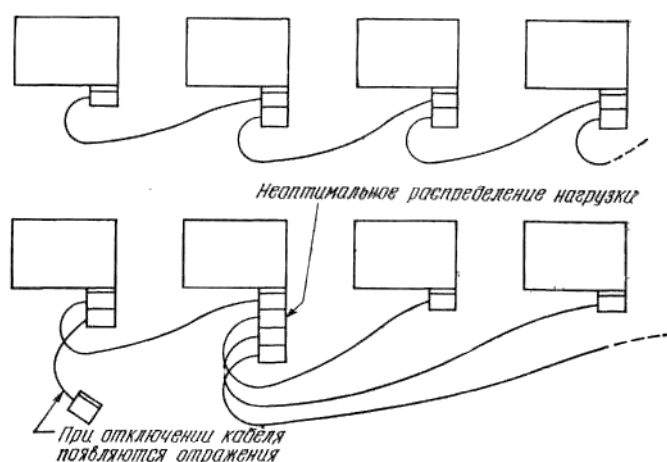 Неоптимальное распределение нагрузки
При отключении кабеля
появляются отражения